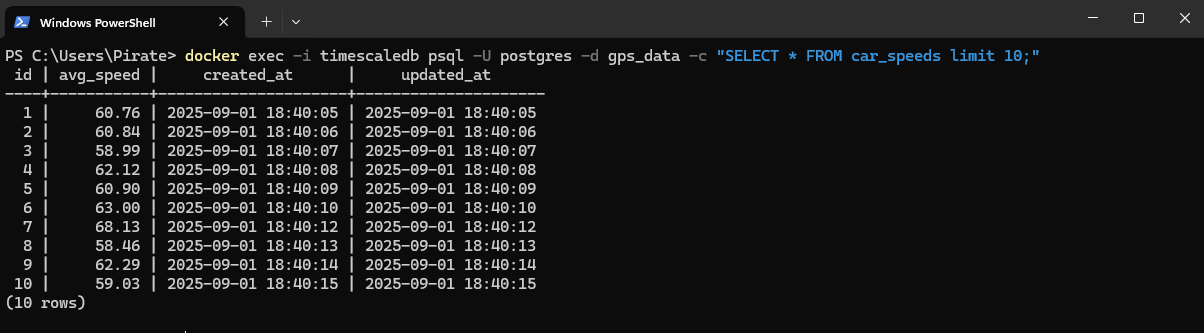 Windows PowerShell
PS C:\Users\Pirate> docker exec -i timescaledb psql -U postgres -d gps_data -c "SELECT * FROM car_speeds limit 10;"
 id | avg_speed |     created_at      |     updated_at
----+-----------+---------------------+---------------------
  1 |     60.76 | 2025-09-01 18:40:05 | 2025-09-01 18:40:05
  2 |     60.84 | 2025-09-01 18:40:06 | 2025-09-01 18:40:06
  3 |     58.99 | 2025-09-01 18:40:07 | 2025-09-01 18:40:07
  4 |     62.12 | 2025-09-01 18:40:08 | 2025-09-01 18:40:08
  5 |     60.90 | 2025-09-01 18:40:09 | 2025-09-01 18:40:09
  6 |     63.00 | 2025-09-01 18:40:10 | 2025-09-01 18:40:10
  7 |     68.13 | 2025-09-01 18:40:12 | 2025-09-01 18:40:12
  8 |     58.46 | 2025-09-01 18:40:13 | 2025-09-01 18:40:13
  9 |     62.29 | 2025-09-01 18:40:14 | 2025-09-01 18:40:14
 10 |     59.03 | 2025-09-01 18:40:15 | 2025-09-01 18:40:15
(10 rows)